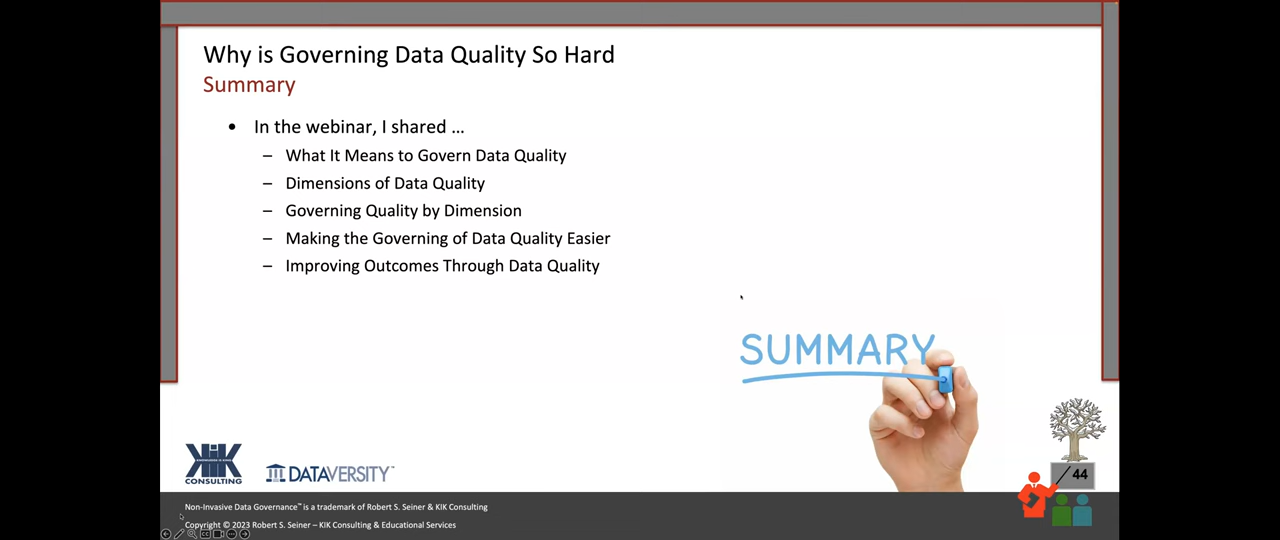 Why is Governing Data Quality So Hard
Summary
• In the webinar, I shared …
– What It Means to Govern Data Quality
– Dimensions of Data Quality
– Governing Quality by Dimension
– Making the Governing of Data Quality Easier
– Improving Outcomes Through Data Quality
SUMMARY
KIK
CONSULTING
DATAVERSITY™
/ 44
Non-Invasive Data Governance™ is a trademark of Robert S. Seiner & KIK Consulting
Copyright © 2023 Robert S. Seiner – KIK Consulting & Educational Services